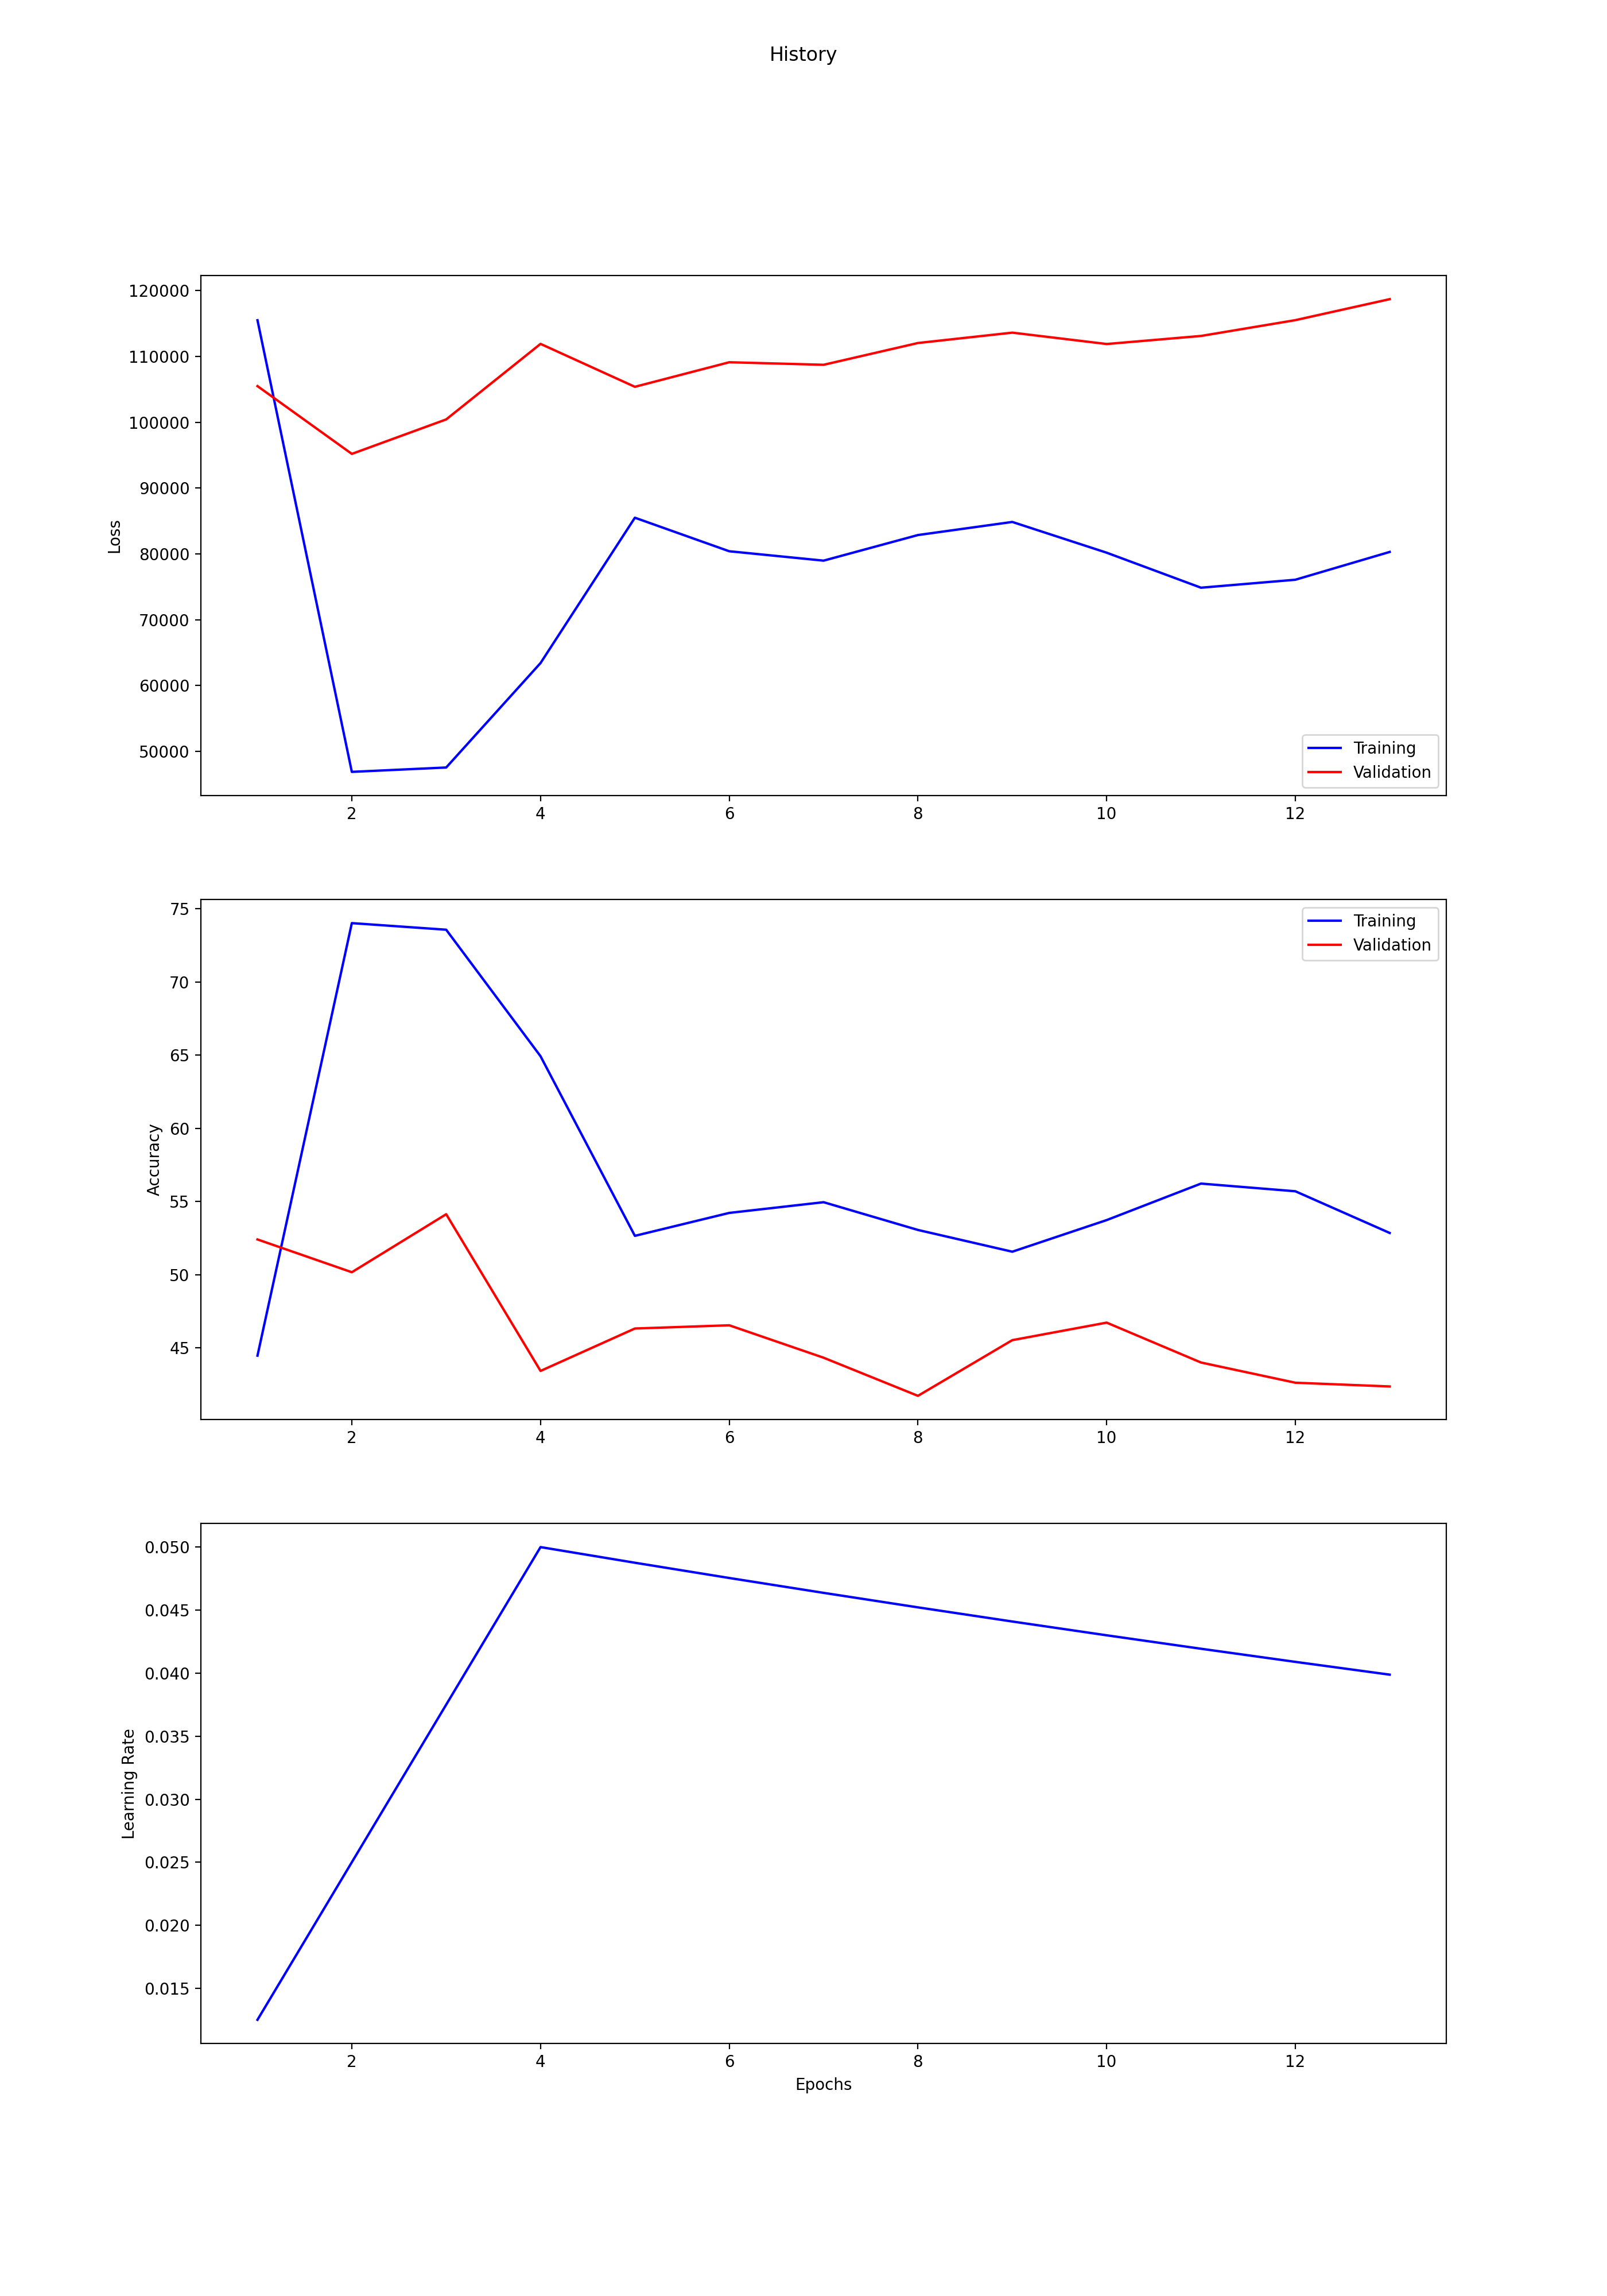 History
Loss
120000
110000
100000
90000
80000
70000
60000
50000
Training
Validation
2 4 6 8 10 12
Accuracy
75
70
65
60
55
50
45
Training
Validation
2 4 6 8 10 12
Learning Rate
0.050
0.045
0.040
0.035
0.030
0.025
0.020
0.015
2 4 6 8 10 12
Epochs